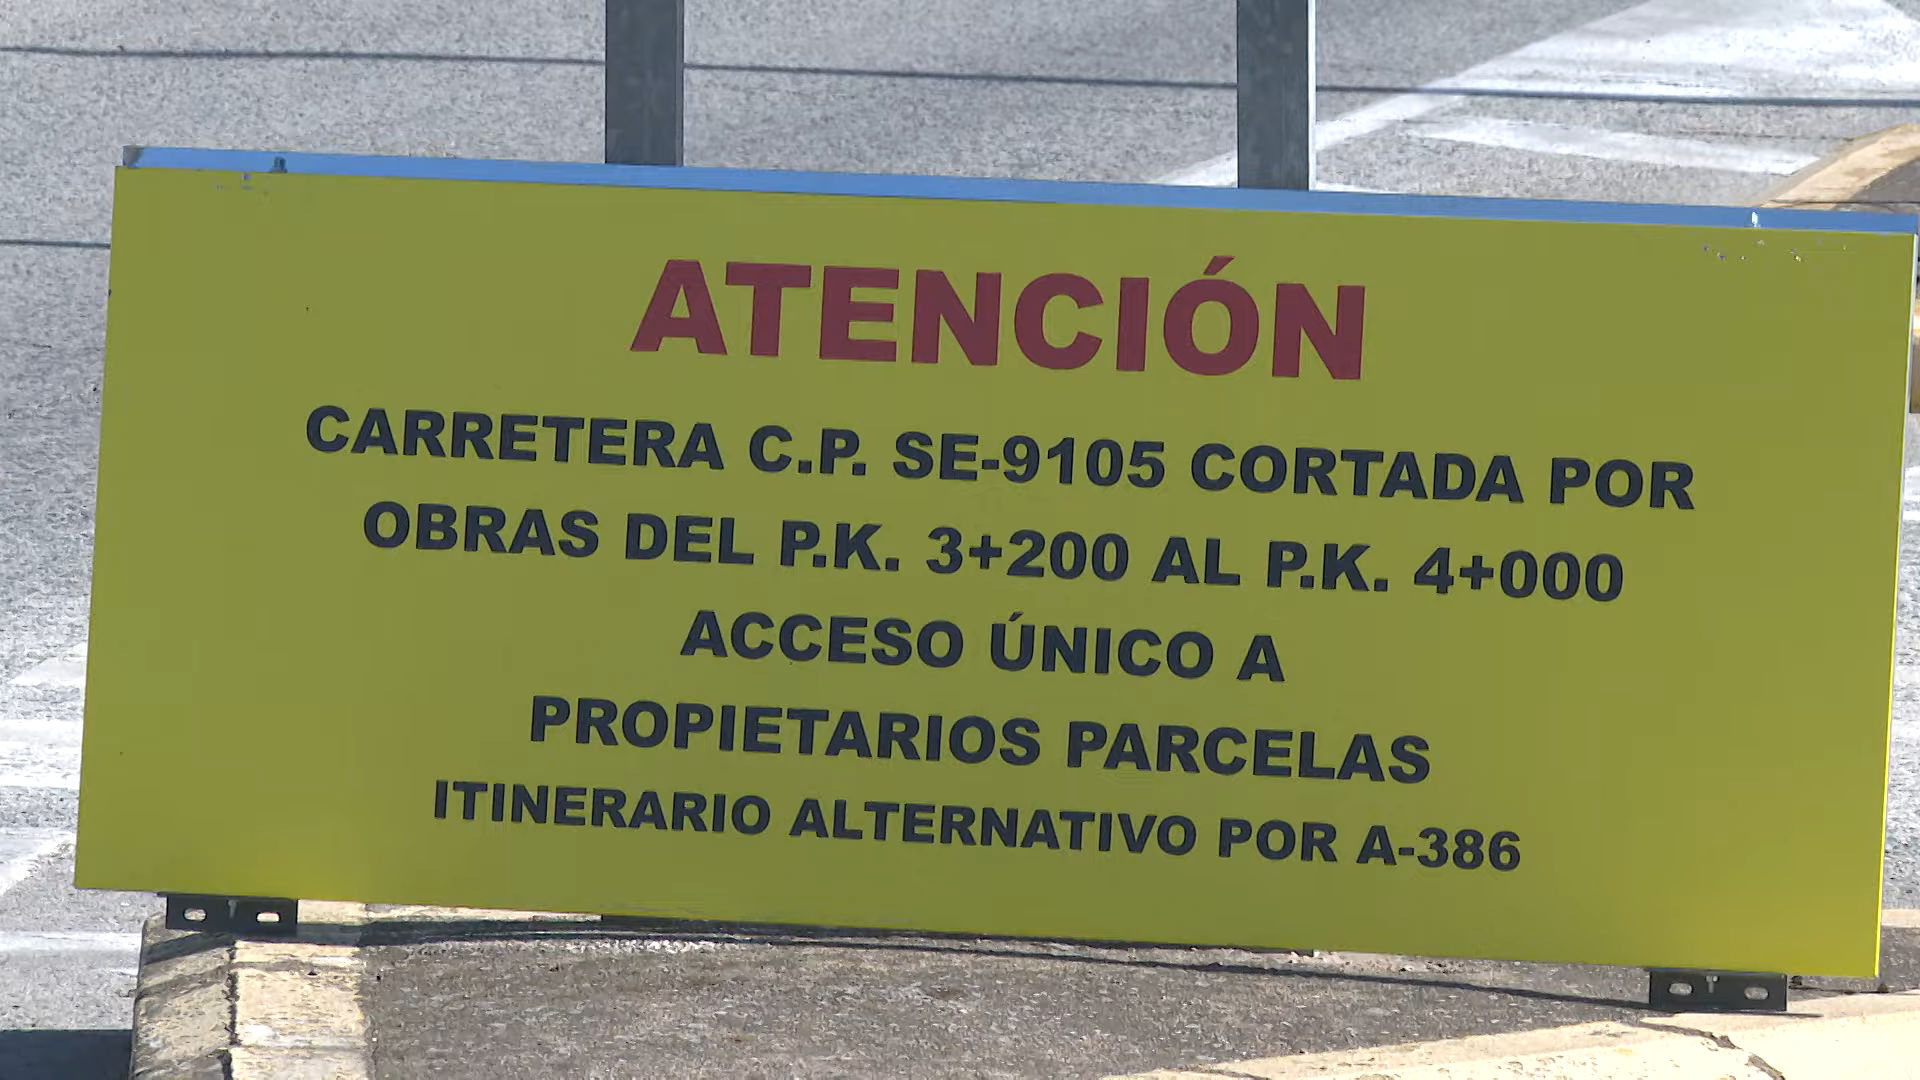 ATENCIÓN
CARRETERA C.P. SE-9105 CORTADA POR
OBRAS DEL P.K. 3+200 AL P.K. 4+000
ACCESO ÚNICO A
PROPIETARIOS PARCELAS
ITINERARIO ALTERNATIVO POR A-386